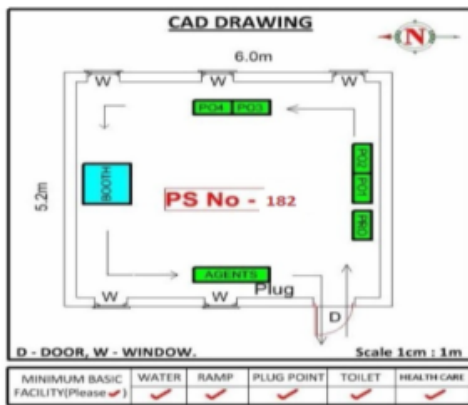 CAD DRAWING
N
6.0m
W W W
PO4 PO3
5.2m
BOOTH
PO2
PO1
PRO
PS No - 182
AGENTS
Plug
W W
D
D - DOOR, W - WINDOW. Scale 1cm : 1m
MINIMUM BASIC FACILITY(Please ✓) WATER RAMP PLUG POINT TOILET HEALTH CARE
✓ ✓ ✓ ✓ ✓